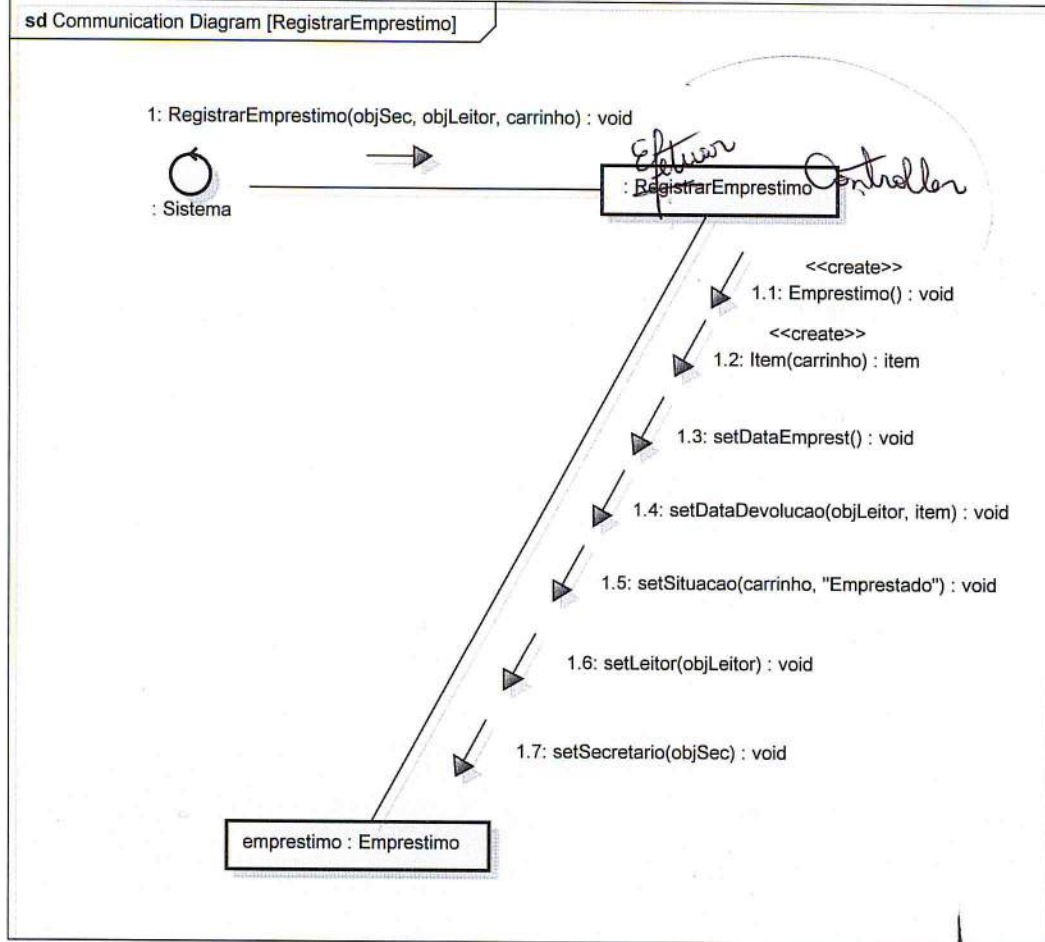 sd Communication Diagram [RegistrarEmprestimo]
1: RegistrarEmprestimo(objSec, objLeitor, carrinho) : void
: Sistema
Efetuar
: RegistrarEmprestimo Controller
<<create>>
1.1: Emprestimo() : void
<<create>>
1.2: Item(carrinho) : item
1.3: setDataEmprest() : void
1.4: setDataDevolucao(objLeitor, item) : void
1.5: setSituacao(carrinho, "Emprestado") : void
1.6: setLeitor(objLeitor) : void
1.7: setSecretario(objSec) : void
emprestimo : Emprestimo